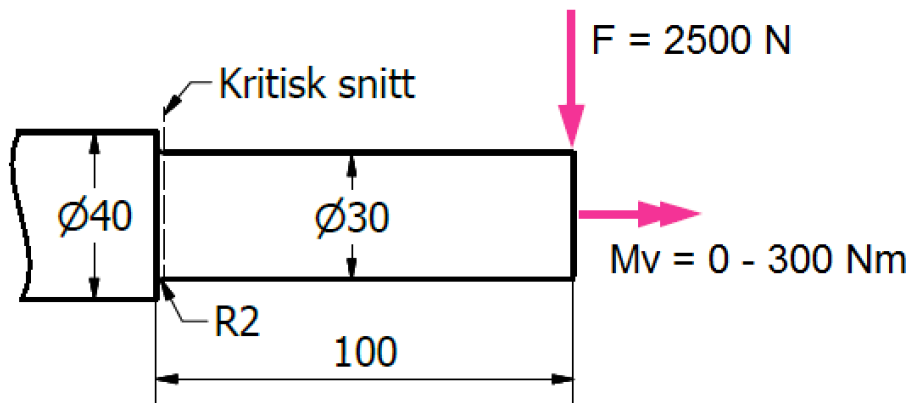 F = 2500 N
Kritisk snitt
Ø40
Ø30
Mv = 0 - 300 Nm
R2
100